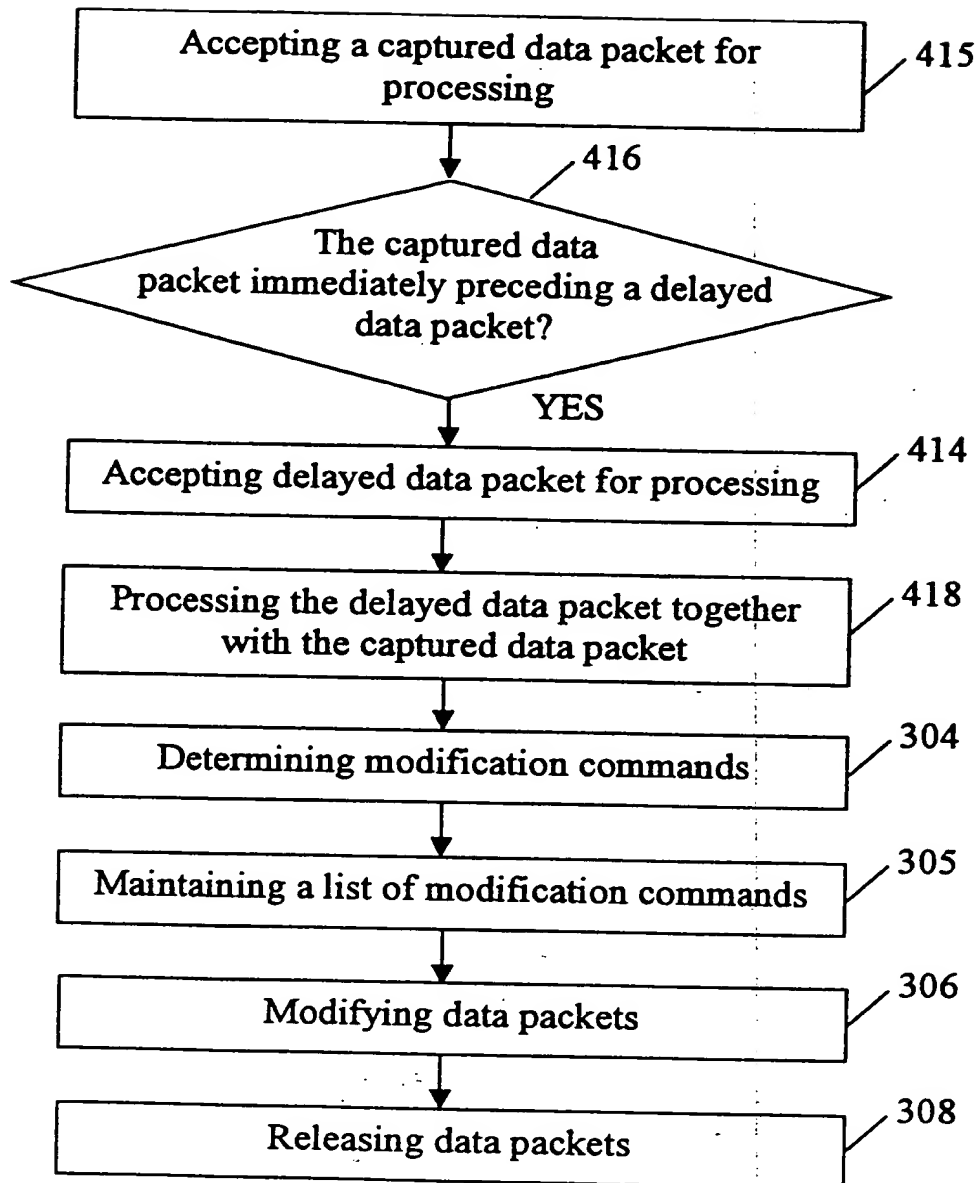 Accepting a captured data packet for
processing
415
416
The captured data
packet immediately preceding a delayed
data packet?
YES
414
Accepting delayed data packet for processing
Processing the delayed data packet together
with the captured data packet
418
Determining modification commands
304
Maintaining a list of modification commands
305
Modifying data packets
306
Releasing data packets
308